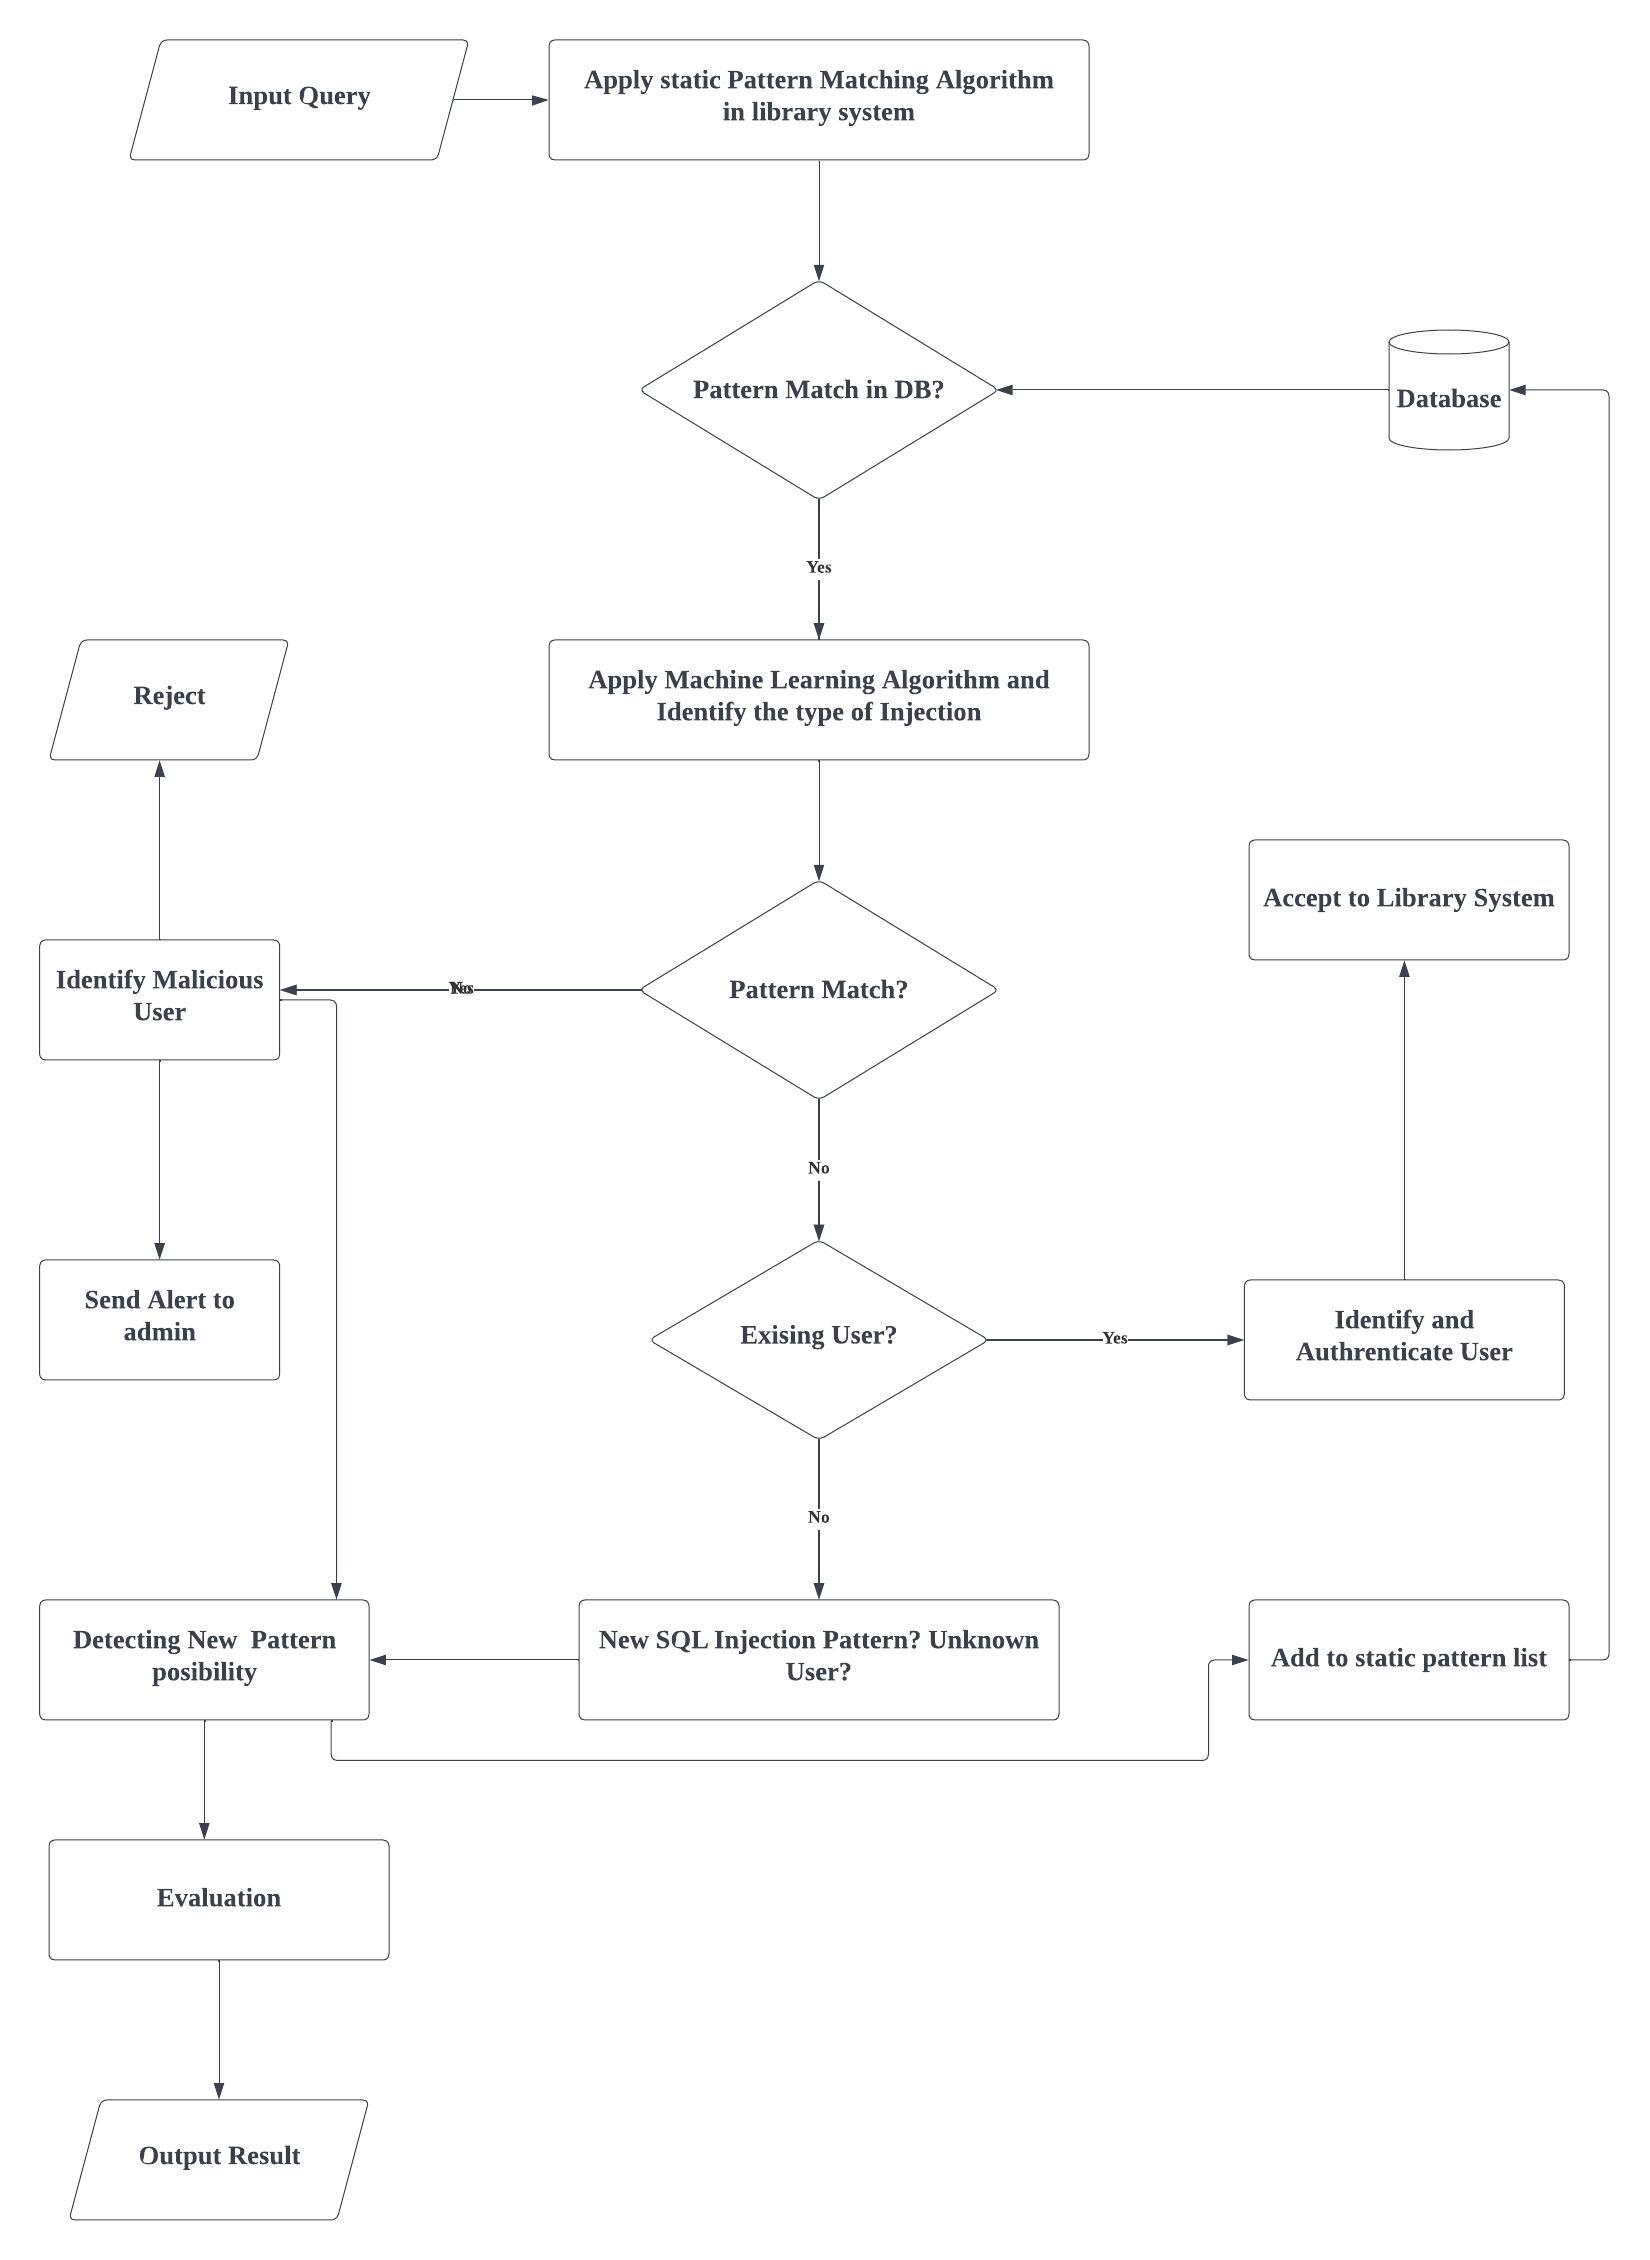 Input Query
Apply static Pattern Matching Algorithm
in library system
Pattern Match in DB?
Database
Yes
Reject
Apply Machine Learning Algorithm and
Identify the type of Injection
Accept to Library System
Identify Malicious
User
Pattern Match?
No
Send Alert to
admin
Exising User?
Yes
Identify and
Authrenticate User
No
Detecting New Pattern
posibility
New SQL Injection Pattern? Unknown
User?
Add to static pattern list
Evaluation
Output Result